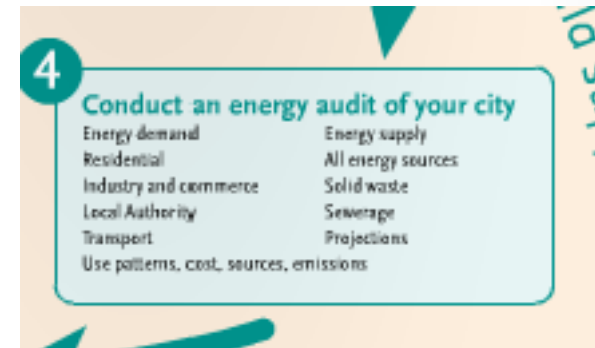 4
Conduct an energy audit of your city
Energy demand
Residential
Industry and commerce
Local Authority
Transport
Energy supply
All energy sources
Solid waste
Sewerage
Projections
Use patterns, cost, sources, emissions